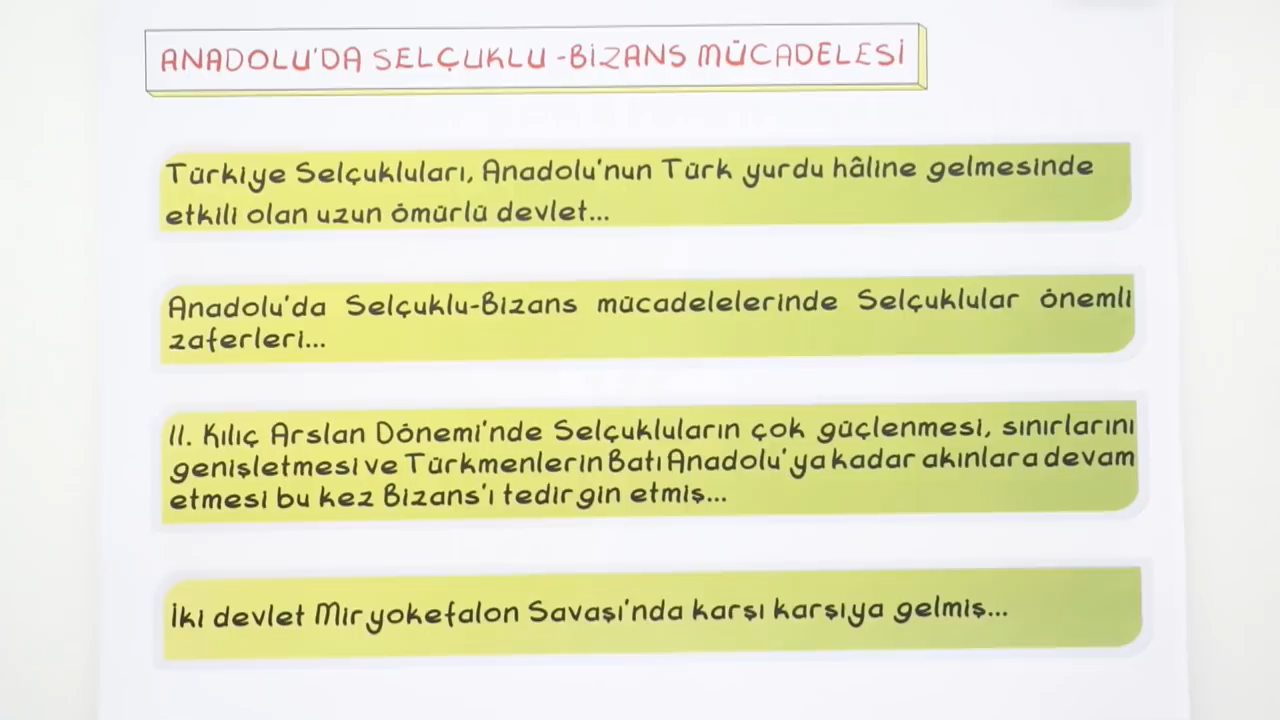 ANADOLU'DA SELÇUKLU-BİZANS MÜCADELESİ
Türkiye Selçukluları, Anadolu'nun Türk yurdu hâline gelmesinde
etkili olan uzun ömürlü devlet...
Anadolu'da Selçuklu-Bizans mücadelelerinde Selçuklular önemli
zaferleri...
II. Kılıç Arslan Dönemi'nde Selçukluların çok güçlenmesi, sınırlarını
genişletmesi ve Türkmenlerin Batı Anadolu'ya kadar akınlara devam
etmesi bu kez Bizans'ı tedirgin etmiş...
İki devlet Miryokefalon Savaşı'nda karşı karşıya gelmiş...